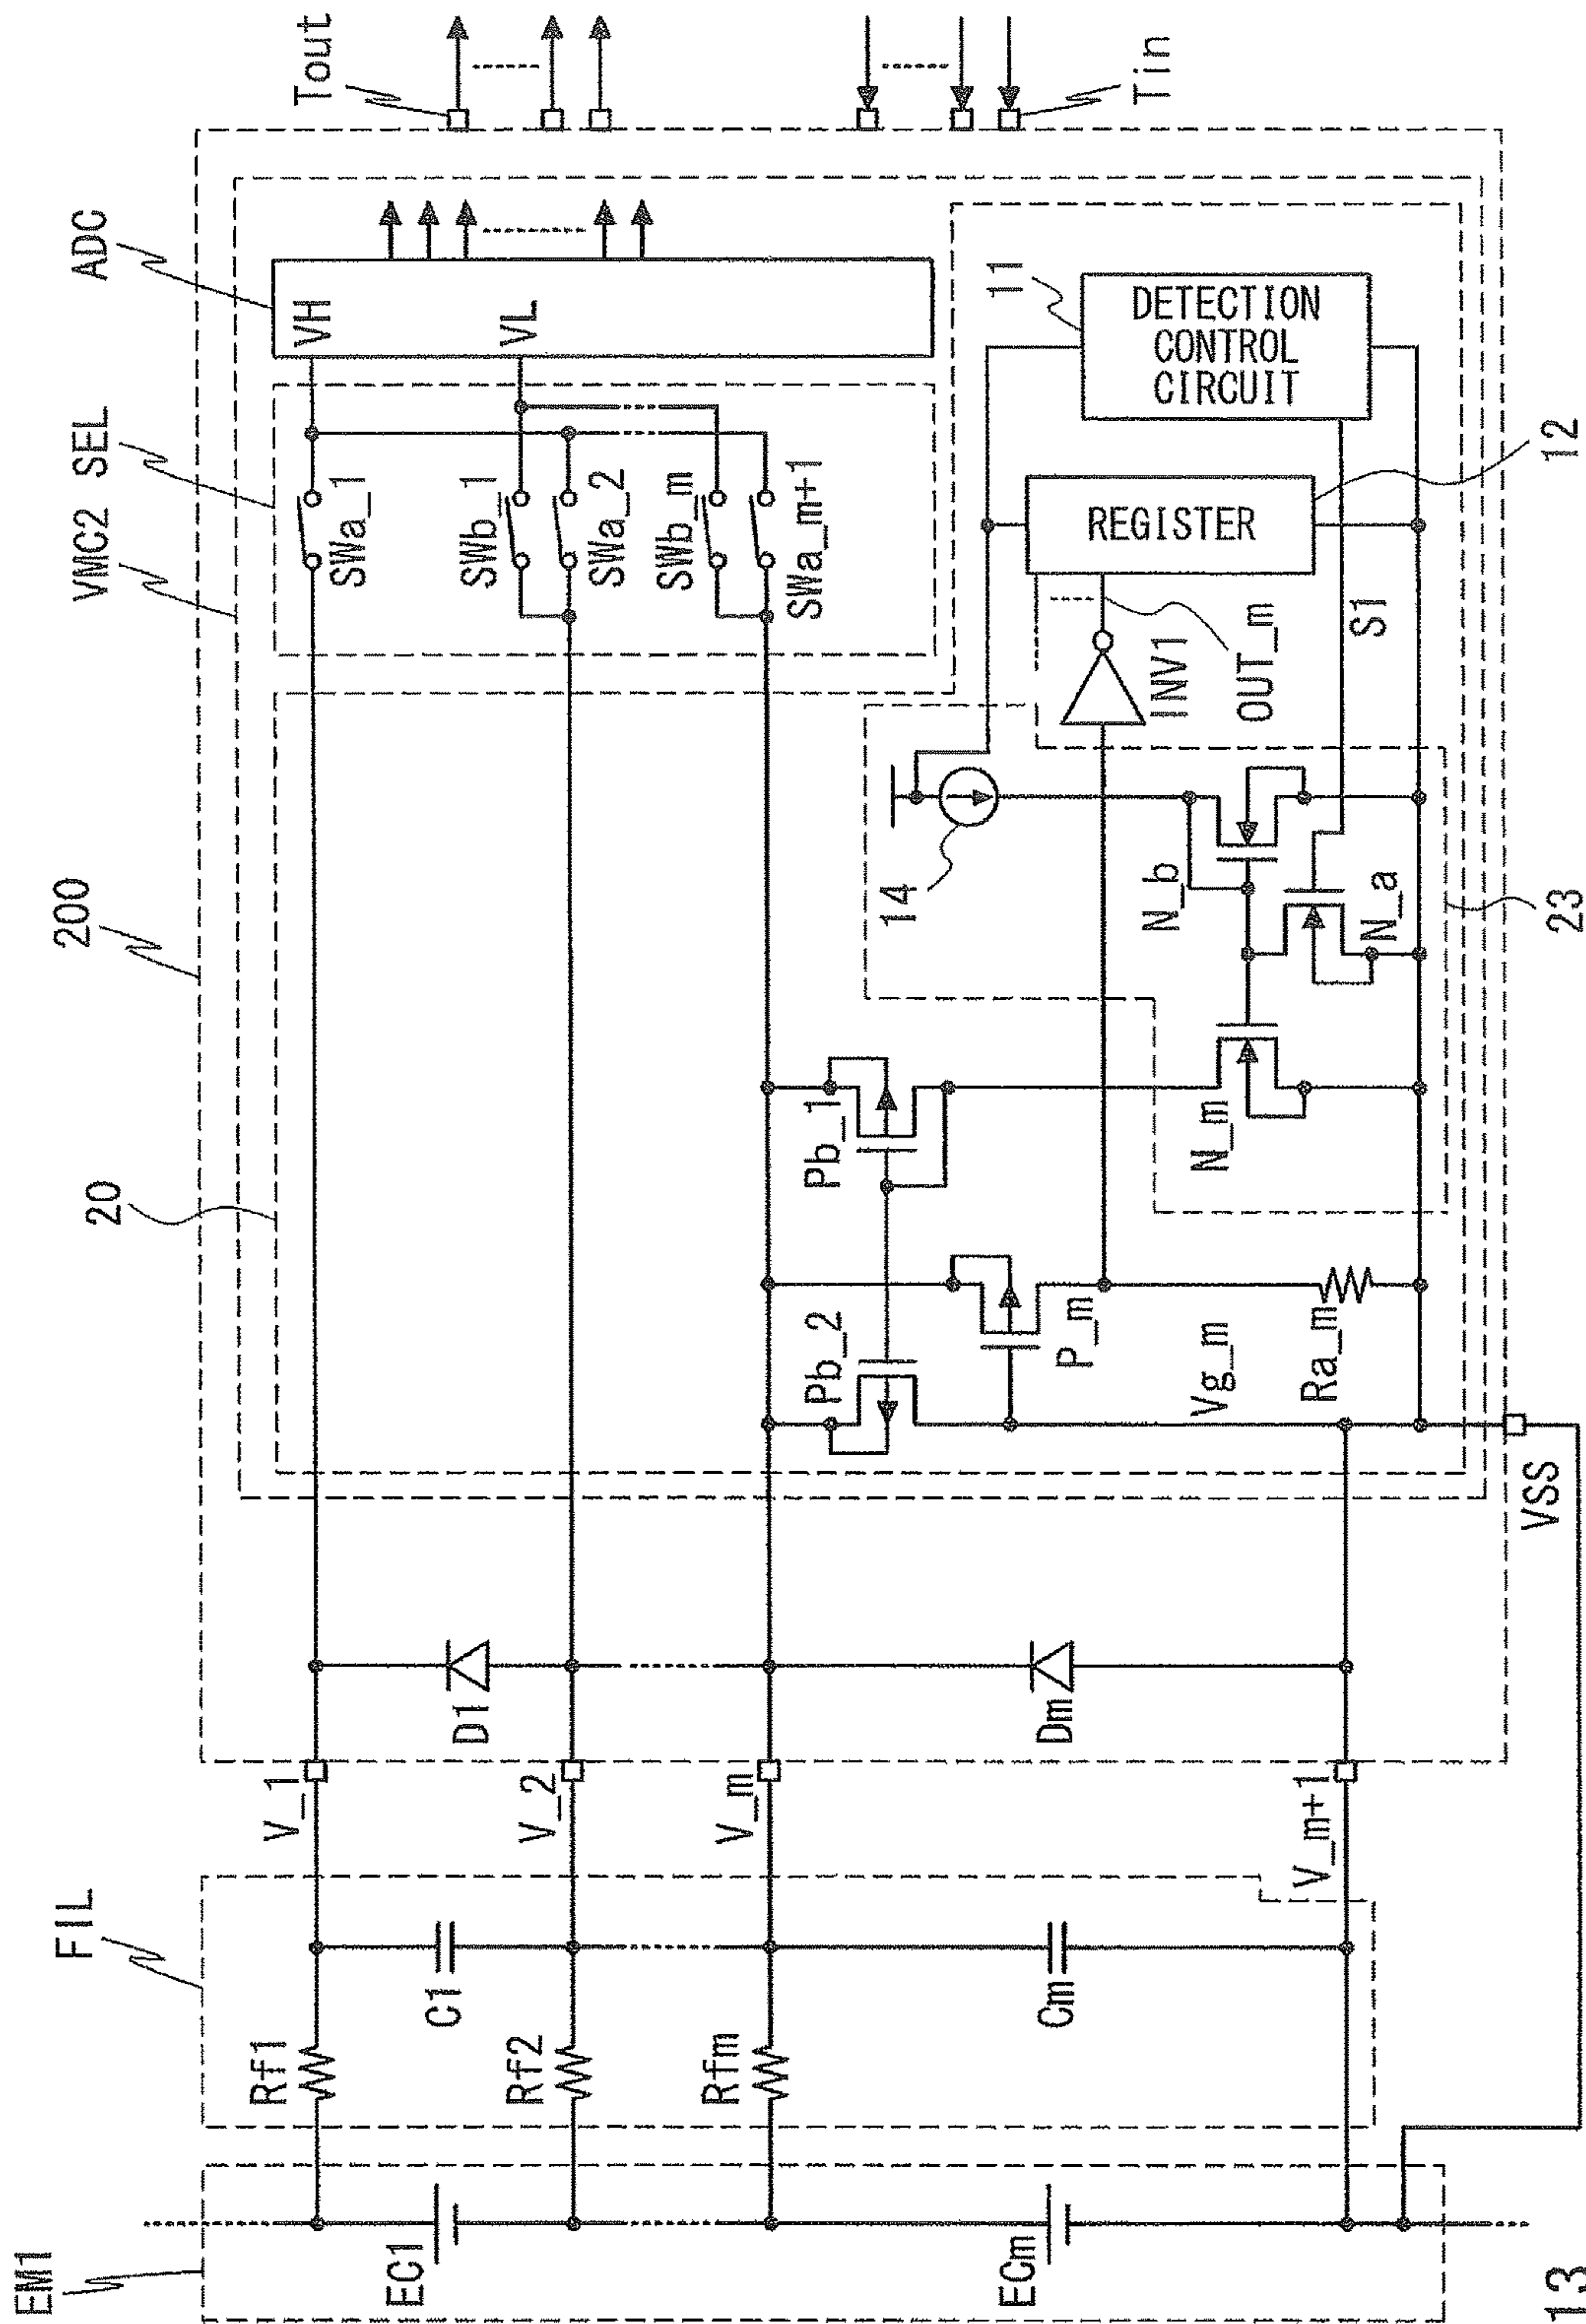 EM1
FIL
200
VMC2
SEL
ADC
Tout
20
EC1
Rf1
C1
V_1
D1
SWa_1
VH
Rf2
V_2
SWb_1
SWa_2
VL
Rfm
V_m
SWb_m
SWa_m+1
Pb_2
Pb_1
14
11
Tin
ECm
Cm
Dm
P_m
Vg_m
Ra_m
N_m
N_b
N_a
INV1
OUT_m
REGISTER
DETECTION
CONTROL
CIRCUIT
12
S1
V_m+1
VSS
23
13